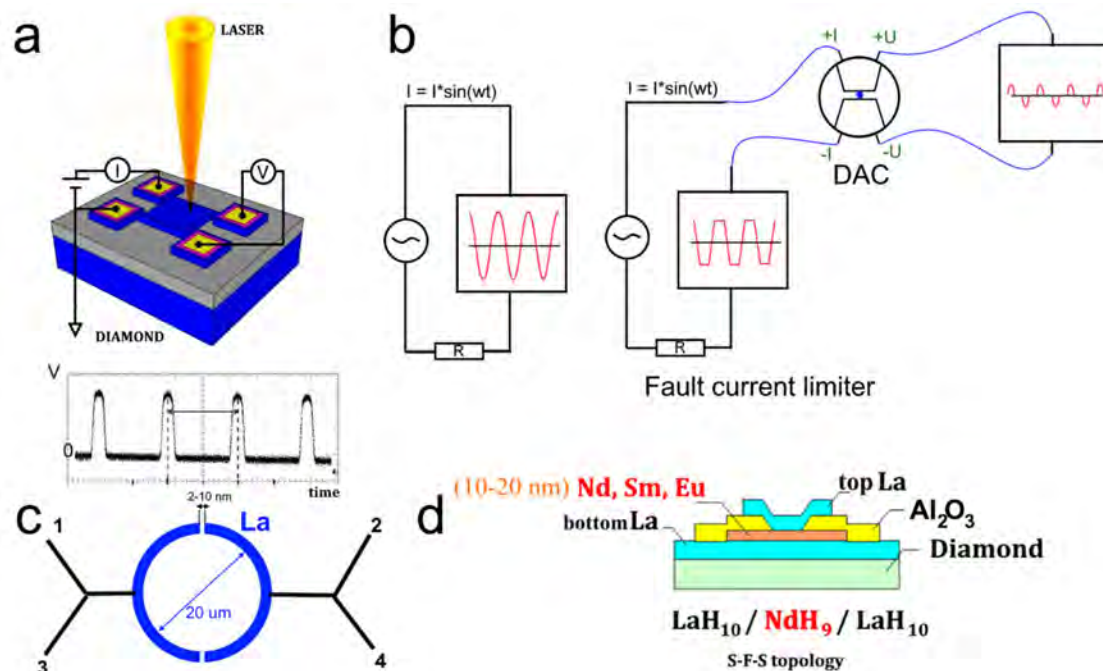 a
LASER
I
V
DIAMOND
V
0
time
b
I = I*sin(wt)
R
I = I*sin(wt)
R
+I
+U
-I
-U
DAC
Fault current limiter
c
2-10 nm
La
20 um
1
2
3
4
d
(10-20 nm) Nd, Sm, Eu
top La
bottom La
Al₂O₃
Diamond
LaH₁₀ / NdH₉ / LaH₁₀
S-F-S topology